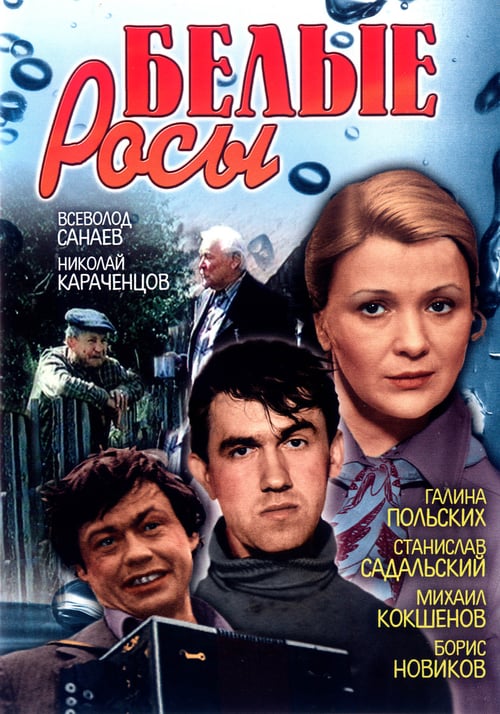 БЕЛЫЕ
Росы
ВСЕВОЛОД
САНАЕВ
НИКОЛАЙ
КАРАЧЕНЦОВ
ГАЛИНА
ПОЛЬСКИХ
СТАНИСЛАВ
САДАЛЬСКИЙ
МИХАИЛ
КОКШЕНОВ
БОРИС
НОВИКОВ